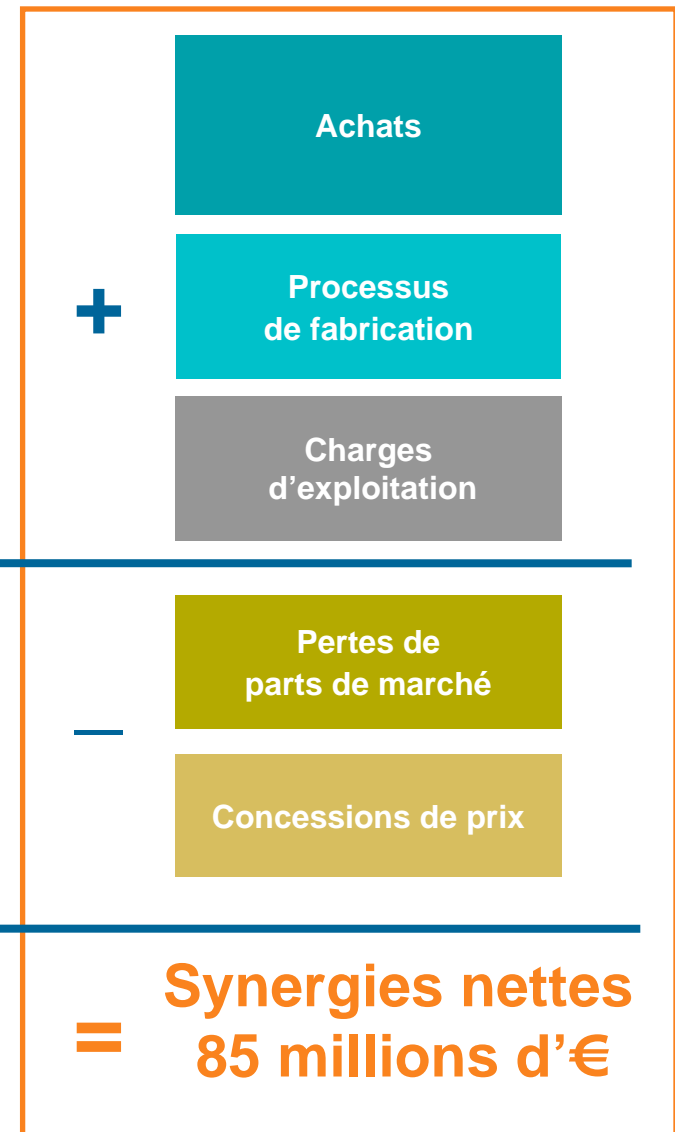 Achats
+
Processus
de fabrication
Charges
d’exploitation
Pertes de
parts de marché
_
Concessions de prix
Synergies nettes
= 85 millions d’€